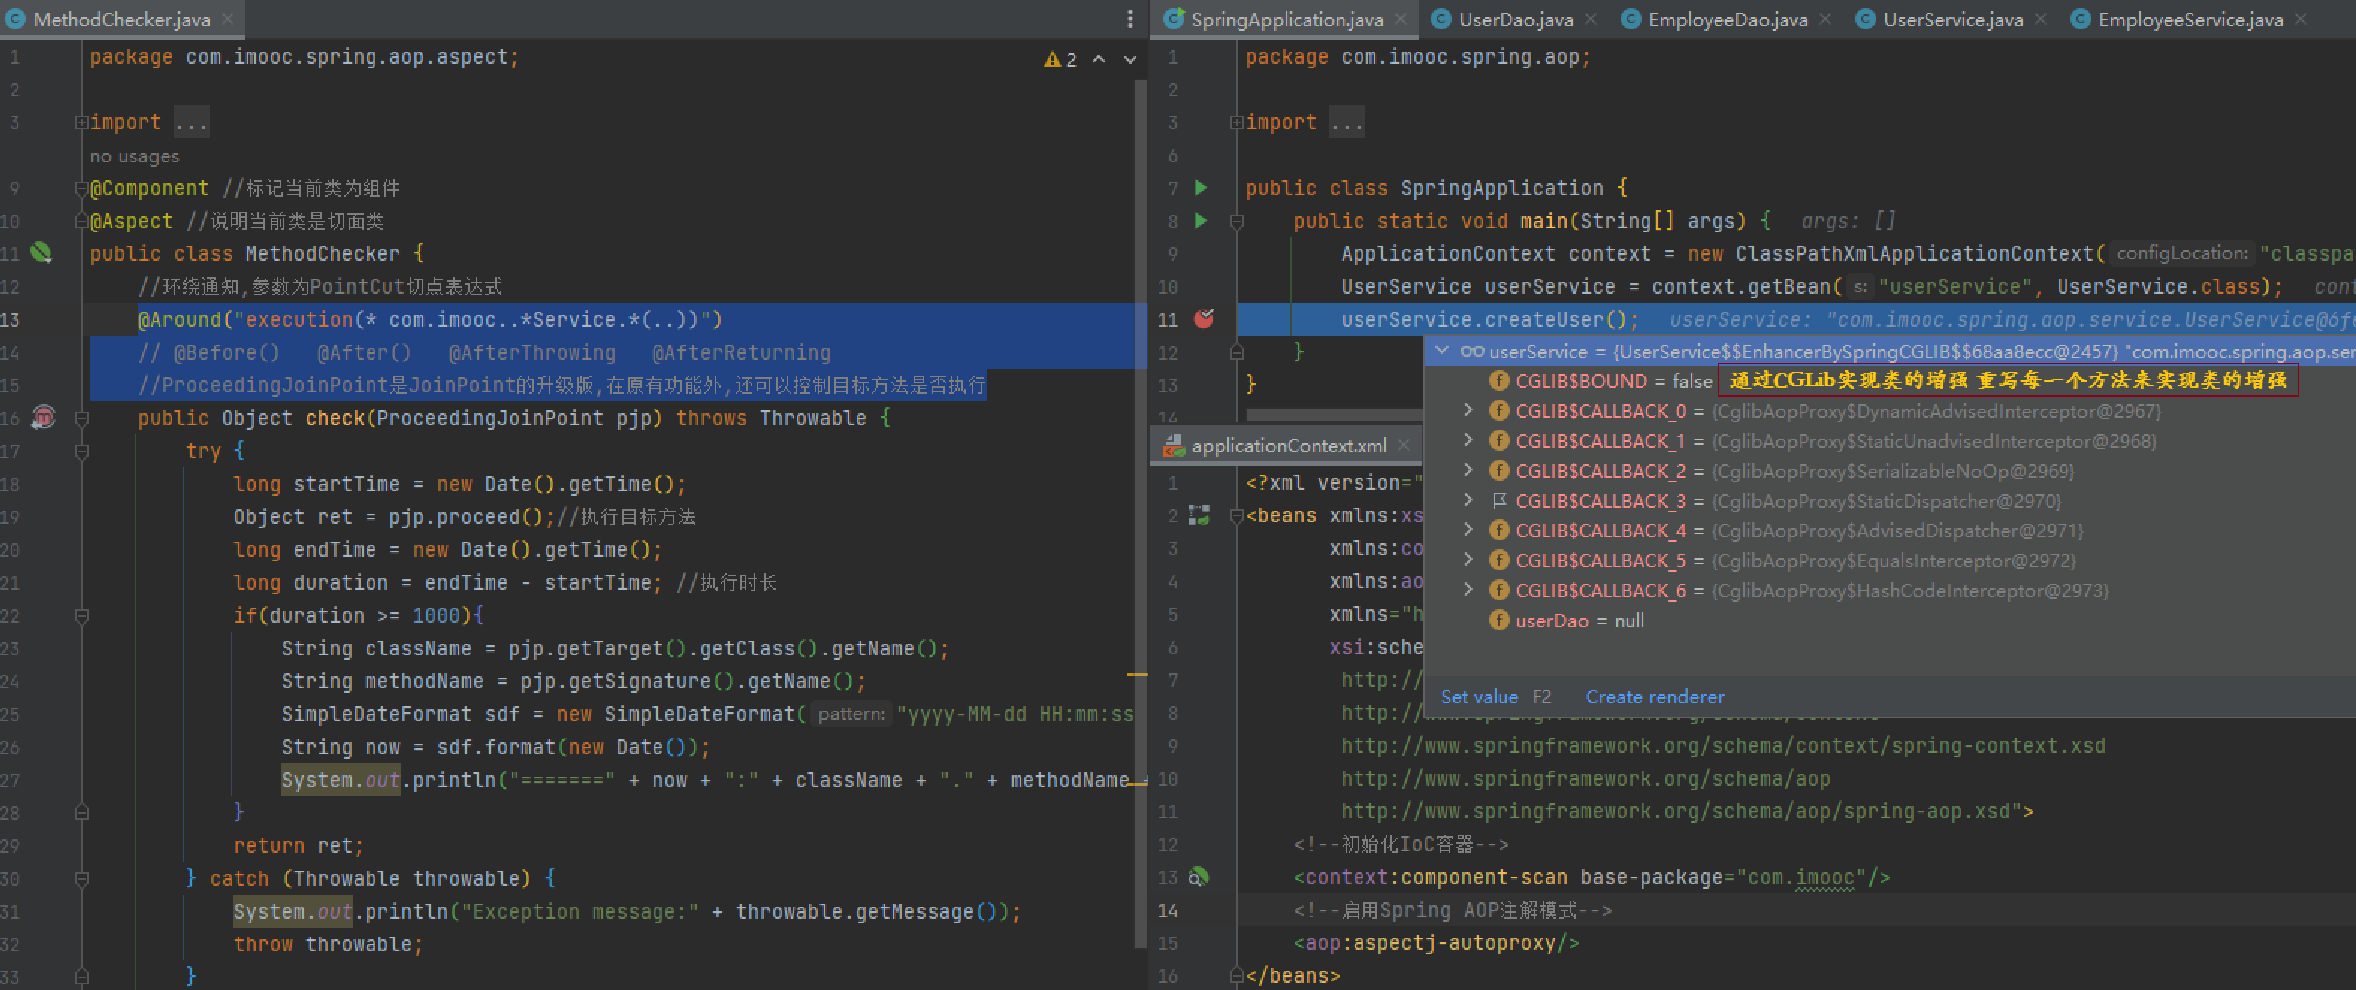 MethodChecker.java
2
1 package com.imooc.spring.aop.aspect;
2
3 import ...
no usages
9 @Component //标记当前类为组件
10 @Aspect //说明当前类是切面类
11 public class MethodChecker {
12 //环绕通知,参数为PointCut切点表达式
13 @Around("execution(* com.imooc..*Service.*(..))")
14 // @Before() @After() @AfterThrowing @AfterReturning
15 //ProceedingJoinPoint是JoinPoint的升级版,在原有功能外,还可以控制目标方法是否执行
16 public Object check(ProceedingJoinPoint pjp) throws Throwable {
17 try {
18 long startTime = new Date().getTime();
19 Object ret = pjp.proceed();//执行目标方法
20 long endTime = new Date().getTime();
21 long duration = endTime - startTime; //执行时长
22 if(duration >= 1000){
23 String className = pjp.getTarget().getClass().getName();
24 String methodName = pjp.getSignature().getName();
25 SimpleDateFormat sdf = new SimpleDateFormat( pattern: "yyyy-MM-dd HH:mm:ss
26 String now = sdf.format(new Date());
27 System.out.println("=======" + now + ":" + className + "." + methodName +
28 }
29 return ret;
30 } catch (Throwable throwable) {
31 System.out.println("Exception message:" + throwable.getMessage());
32 throw throwable;
33 }
SpringApplication.java UserDao.java EmployeeDao.java UserService.java EmployeeService.java
1 package com.imooc.spring.aop;
2
3 import ...
6
7 public class SpringApplication {
8 public static void main(String[] args) { args: []
9 ApplicationContext context = new ClassPathXmlApplicationContext( configLocation: "classpat
10 UserService userService = context.getBean( s: "userService", UserService.class); cont
11 userService.createUser(); userService: "com.imooc.spring.aop.service.UserService@6fe
12 }
13 }
14
userService = {UserService$$EnhancerBySpringCGLIB$$68aa8ecc@2457} "com.imooc.spring.aop.ser
CGLIB$BOUND = false 通过CGLib实现类的增强 重写每一个方法来实现类的增强
CGLIB$CALLBACK_0 = {CglibAopProxy$DynamicAdvisedInterceptor@2967}
CGLIB$CALLBACK_1 = {CglibAopProxy$StaticUnadvisedInterceptor@2968}
CGLIB$CALLBACK_2 = {CglibAopProxy$SerializableNoOp@2969}
CGLIB$CALLBACK_3 = {CglibAopProxy$StaticDispatcher@2970}
CGLIB$CALLBACK_4 = {CglibAopProxy$AdvisedDispatcher@2971}
CGLIB$CALLBACK_5 = {CglibAopProxy$EqualsInterceptor@2972}
CGLIB$CALLBACK_6 = {CglibAopProxy$HashCodeInterceptor@2973}
userDao = null
Set value F2 Create renderer
applicationContext.xml
1 <?xml version="
2 <beans xmlns:xs
3 xmlns:co
4 xmlns:ao
5 xmlns="h
6 xsi:sche
7 http://
8 http://www.springframework.org/schema/context
9 http://www.springframework.org/schema/context/spring-context.xsd
10 http://www.springframework.org/schema/aop
11 http://www.springframework.org/schema/aop/spring-aop.xsd">
12 <!--初始化IoC容器-->
13 <context:component-scan base-package="com.imooc"/>
14 <!--启用Spring AOP注解模式-->
15 <aop:aspectj-autoproxy/>
16 </beans>